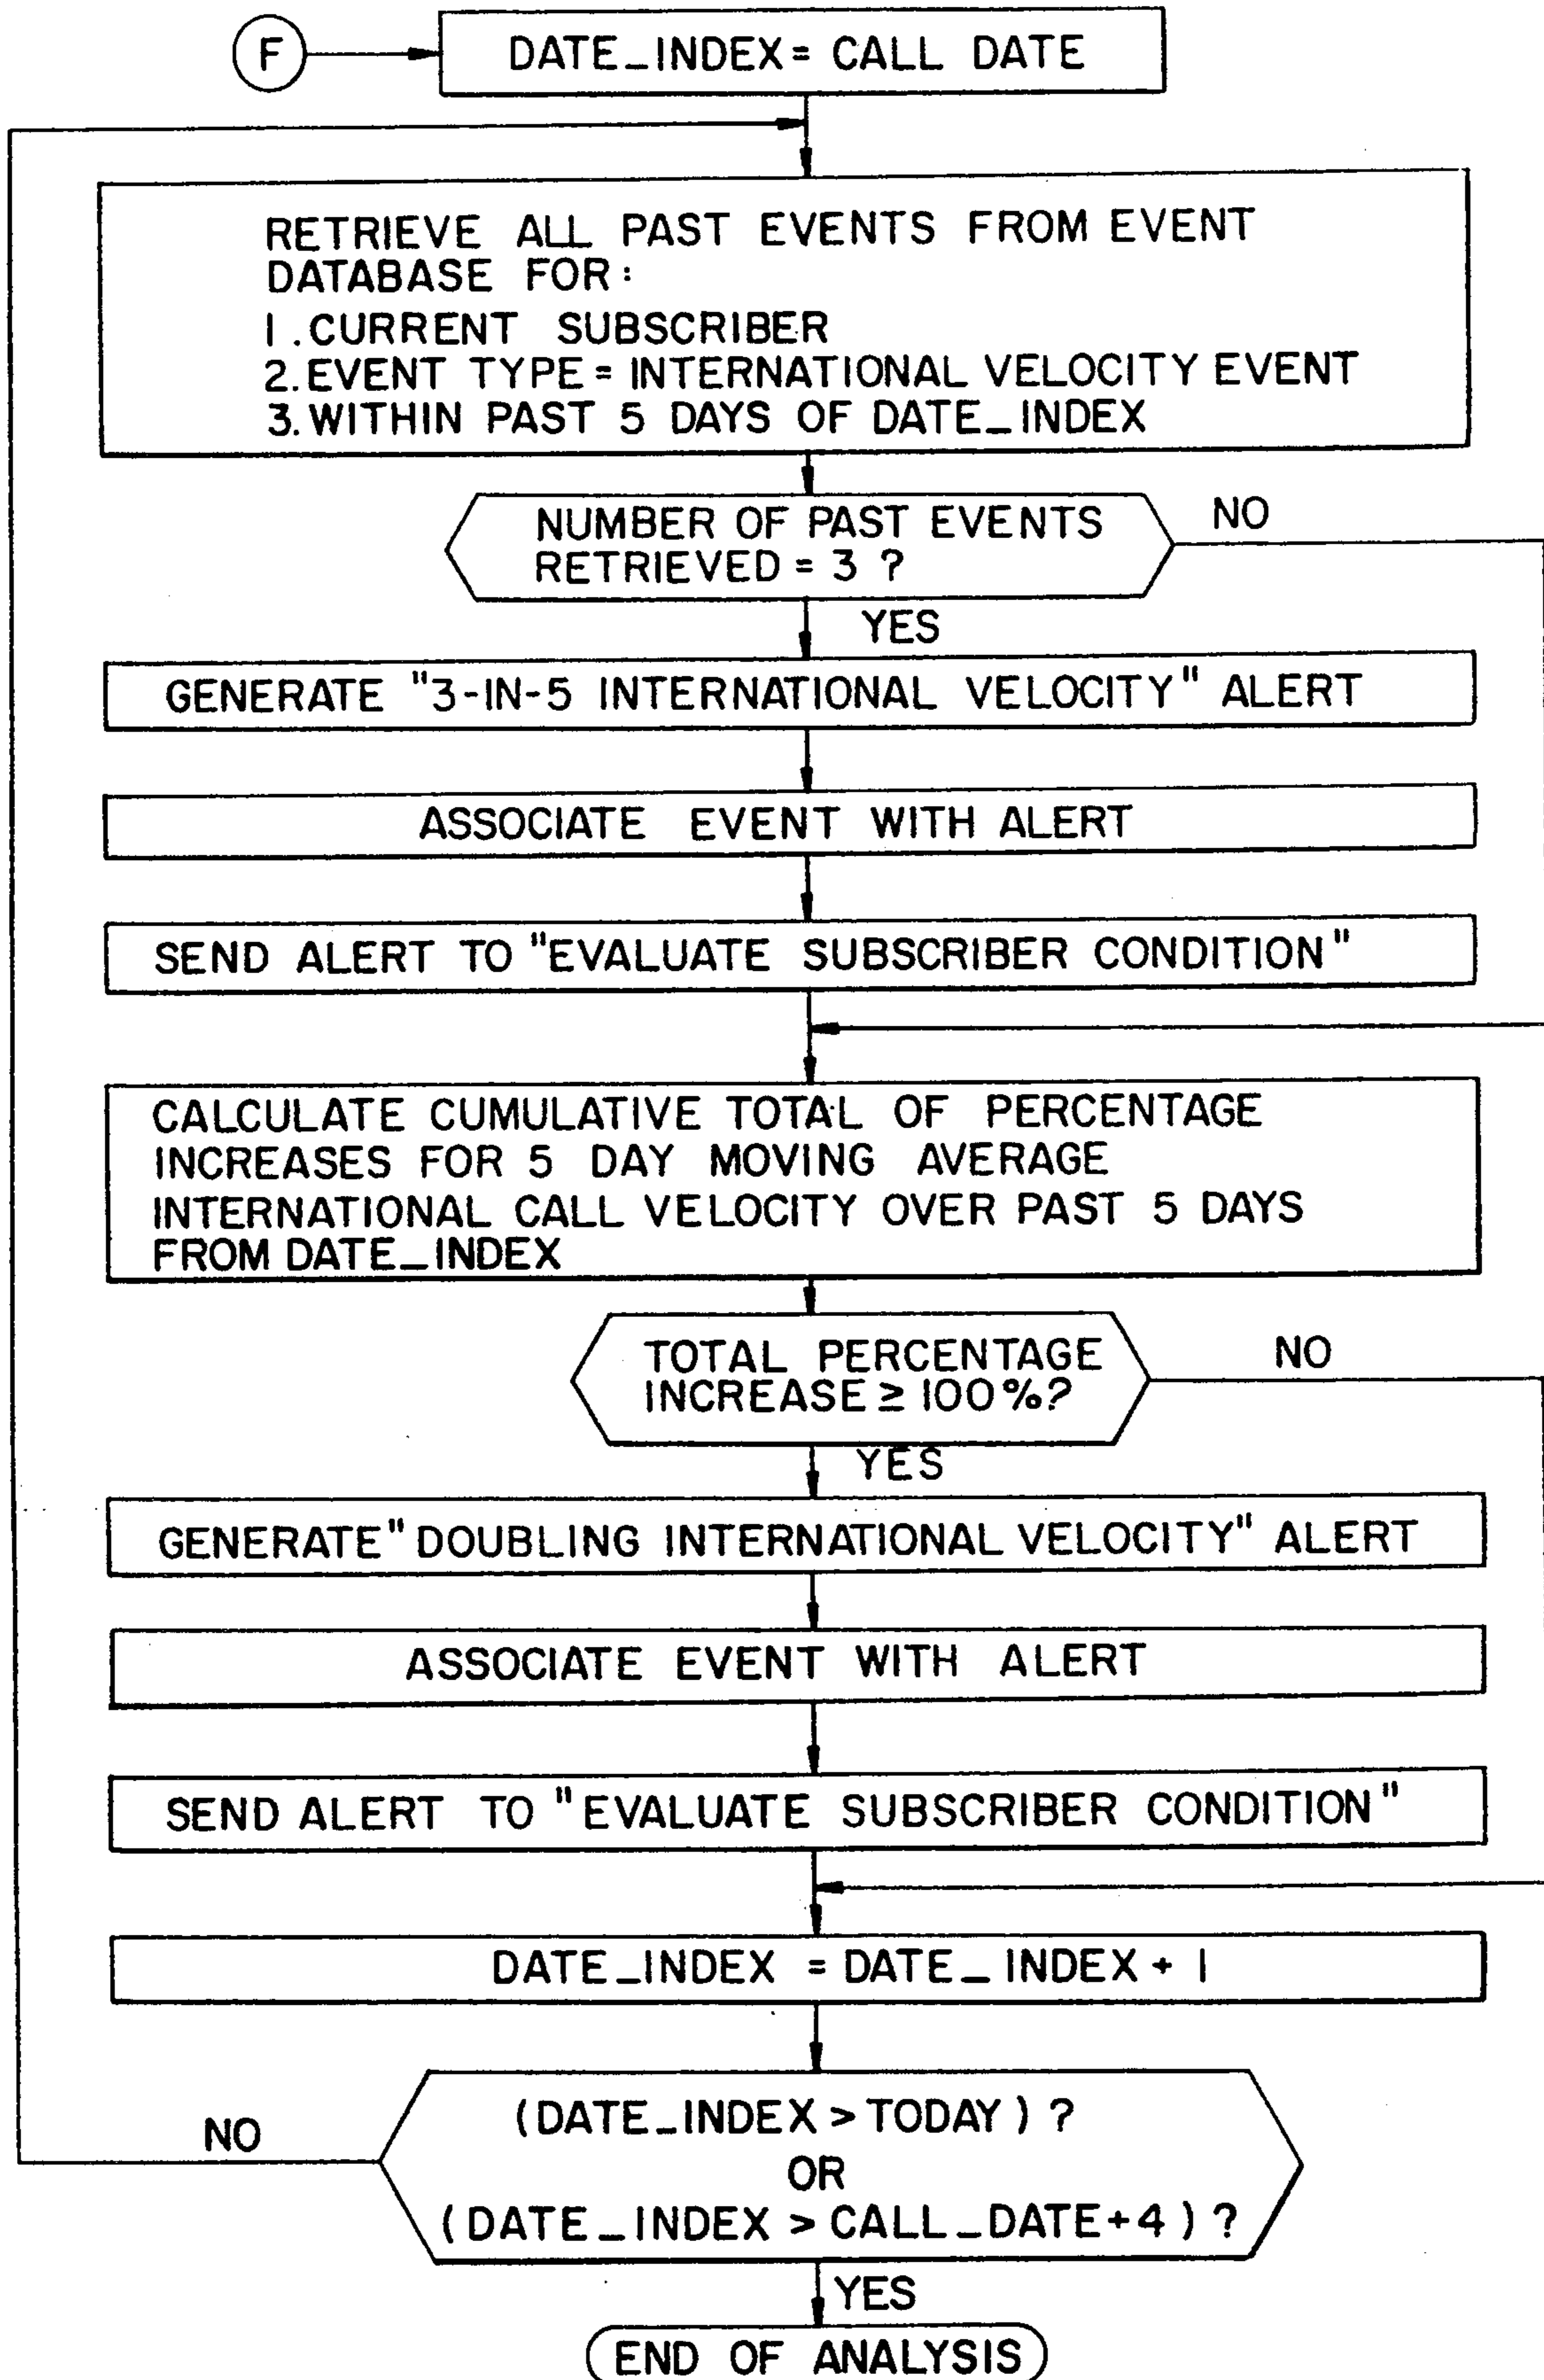 F
DATE_INDEX = CALL DATE
RETRIEVE ALL PAST EVENTS FROM EVENT
DATABASE FOR:
1. CURRENT SUBSCRIBER
2. EVENT TYPE = INTERNATIONAL VELOCITY EVENT
3. WITHIN PAST 5 DAYS OF DATE_INDEX
NUMBER OF PAST EVENTS
RETRIEVED = 3 ?
NO
YES
GENERATE "3-IN-5 INTERNATIONAL VELOCITY" ALERT
ASSOCIATE EVENT WITH ALERT
SEND ALERT TO "EVALUATE SUBSCRIBER CONDITION"
CALCULATE CUMULATIVE TOTAL OF PERCENTAGE
INCREASES FOR 5 DAY MOVING AVERAGE
INTERNATIONAL CALL VELOCITY OVER PAST 5 DAYS
FROM DATE_INDEX
TOTAL PERCENTAGE
INCREASE ≥ 100%?
NO
YES
GENERATE "DOUBLING INTERNATIONAL VELOCITY" ALERT
ASSOCIATE EVENT WITH ALERT
SEND ALERT TO "EVALUATE SUBSCRIBER CONDITION"
DATE_INDEX = DATE_INDEX + 1
(DATE_INDEX > TODAY) ?
OR
(DATE_INDEX > CALL_DATE+4) ?
NO
YES
END OF ANALYSIS